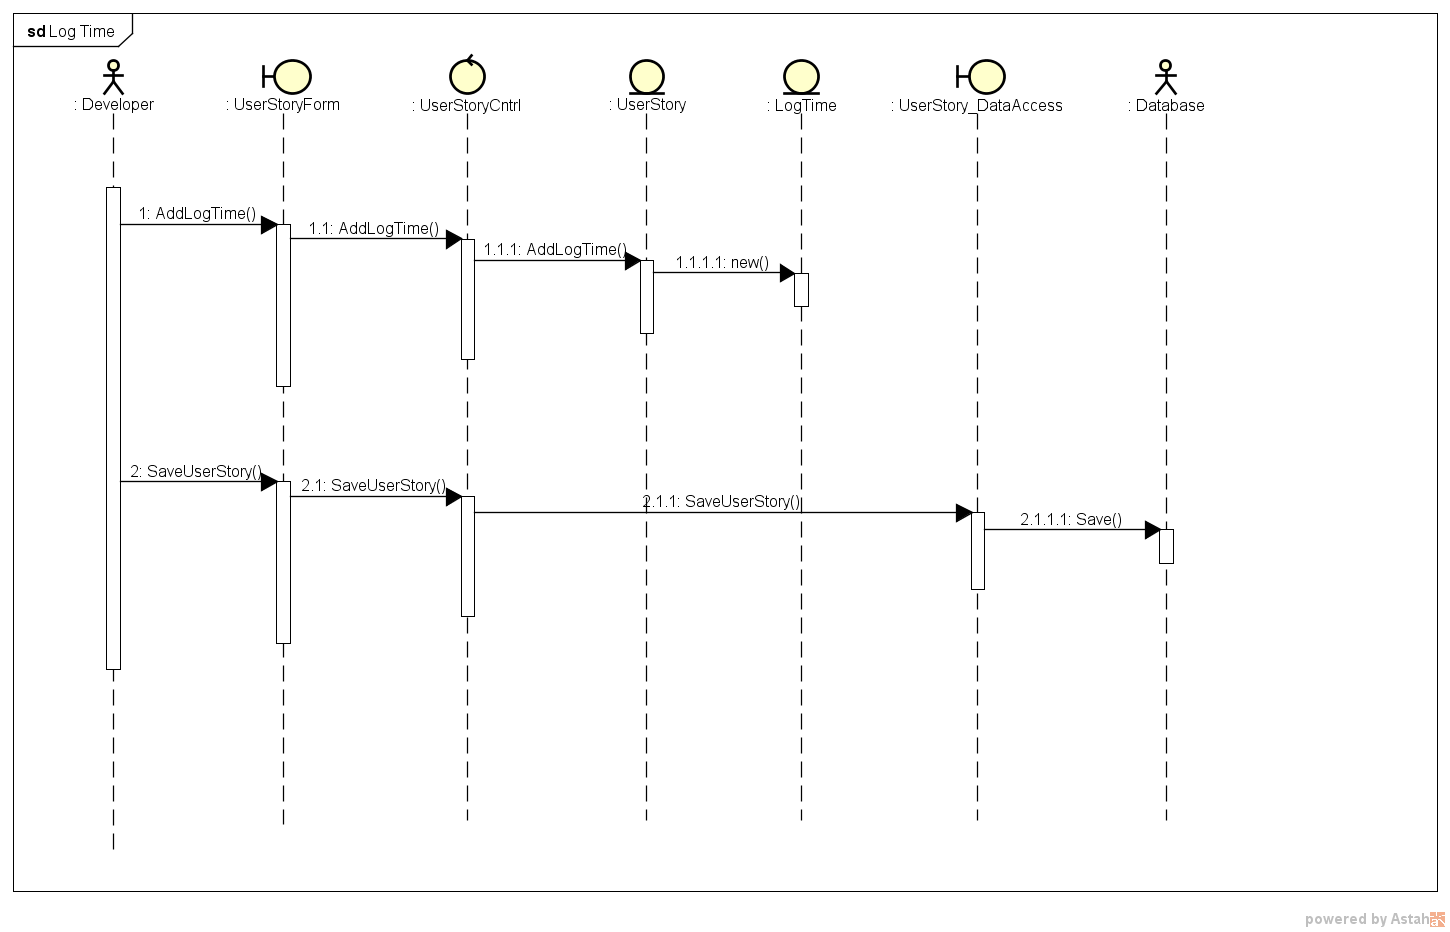 sd Log Time
: Developer
: UserStoryForm
: UserStoryCntrl
: UserStory
: LogTime
: UserStory_DataAccess
: Database
1: AddLogTime()
1.1: AddLogTime()
1.1.1: AddLogTime()
1.1.1.1: new()
2: SaveUserStory()
2.1: SaveUserStory()
2.1.1: SaveUserStory()
2.1.1.1: Save()
powered by Astah